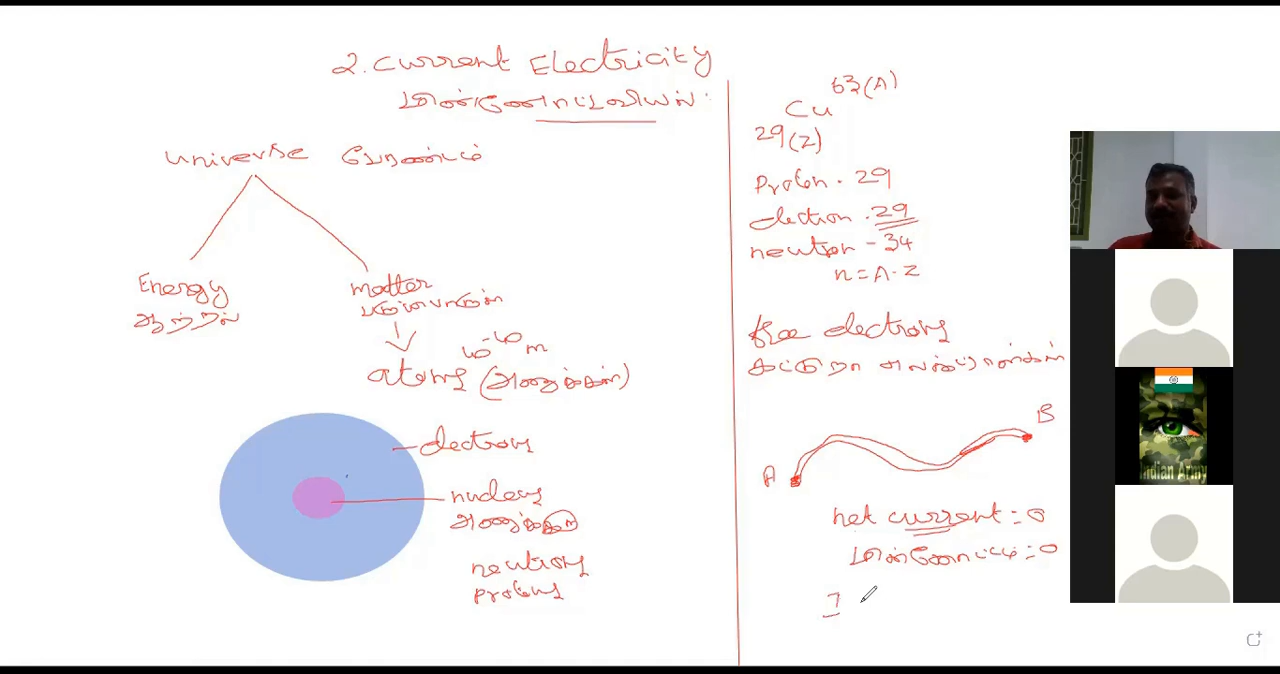 2. Current Electricity
மின்னோட்டவியல்
Universe பேரண்டம்
Energy
ஆற்றல்
matter
பருப்பொருள்
10⁻¹⁰ m
atoms (அணுக்கள்)
electrons
nucleus
அணுக்கரு
neutrons
protons
63(A)
Cu
29(Z)
Proton - 29
electron - 29
neutron - 34
n = A - Z
free electrons
கட்டுறா எலக்ட்ரான்கள்
A
B
net current = 0
மின்னோட்டம் = 0
I
Indian Army